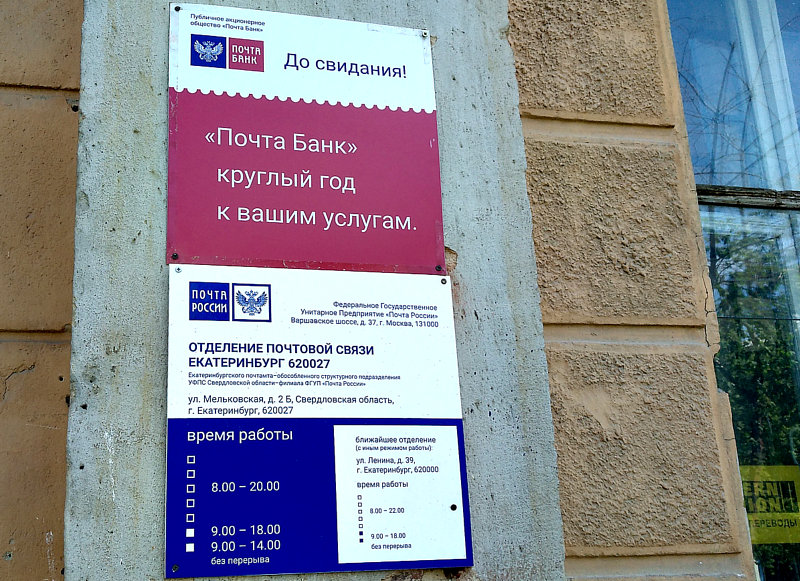 Публичное акционерное
общество «Почта Банк»
ПОЧТА
БАНК
До свидания!
«Почта Банк»
круглый год
к вашим услугам.
ПОЧТА
РОССИИ
Федеральное Государственное
Унитарное Предприятие «Почта России»
Варшавское шоссе, д. 37, г. Москва, 131000
ОТДЕЛЕНИЕ ПОЧТОВОЙ СВЯЗИ
ЕКАТЕРИНБУРГ 620027
Екатеринбургского почтамта-обособленного структурного подразделения
УФПС Свердловской области-филиала ФГУП «Почта России»
ул. Мельковская, д. 2 Б, Свердловская область,
г. Екатеринбург, 620027
время работы
8.00 – 20.00
9.00 – 18.00
9.00 – 14.00
без перерыва
ближайшее отделение
(с иным режимом работы):
ул. Ленина, д. 39,
г. Екатеринбург, 620000
время работы
8.00 – 22.00
9.00 – 18.00
без перерыва